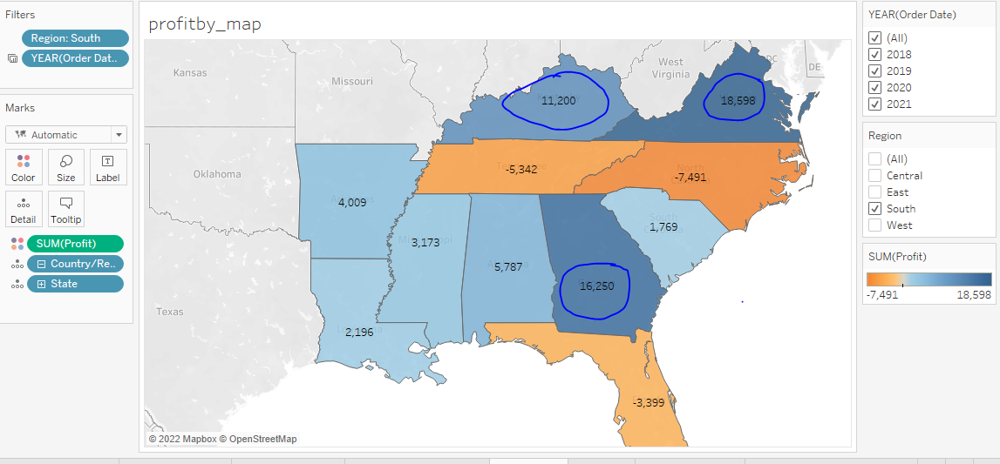 Filters
Region: South
YEAR(Order Dat..
Marks
Automatic
Color
Size
Label
Detail
Tooltip
SUM(Profit)
Country/Re..
State
profitby_map
Kansas
Missouri
West
Virginia
DC
DE
Oklahoma
Texas
11,200
18,598
-5,342
North
-7,491
4,009
3,173
5,787
South
1,769
16,250
2,196
-3,399
© 2022 Mapbox © OpenStreetMap
YEAR(Order Date)
(All)
2018
2019
2020
2021
Region
(All)
Central
East
South
West
SUM(Profit)
-7,491 18,598